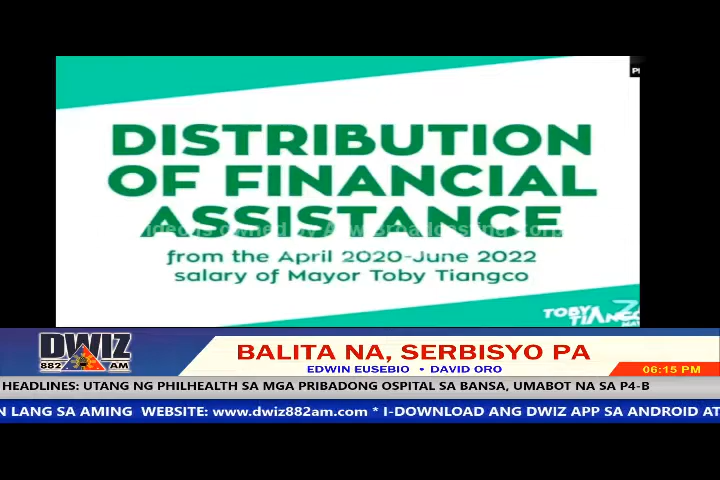 DISTRIBUTION
OF FINANCIAL
ASSISTANCE
from the April 2020-June 2022
salary of Mayor Toby Tiangco
TOBY
DWIZ
882 AM
BALITA NA, SERBISYO PA
EDWIN EUSEBIO • DAVID ORO
06:15 PM
HEADLINES: UTANG NG PHILHEALTH SA MGA PRIBADONG OSPITAL SA BANSA, UMABOT NA SA P4-B
N LANG SA AMING WEBSITE: www.dwiz882am.com * I-DOWNLOAD ANG DWIZ APP SA ANDROID AT